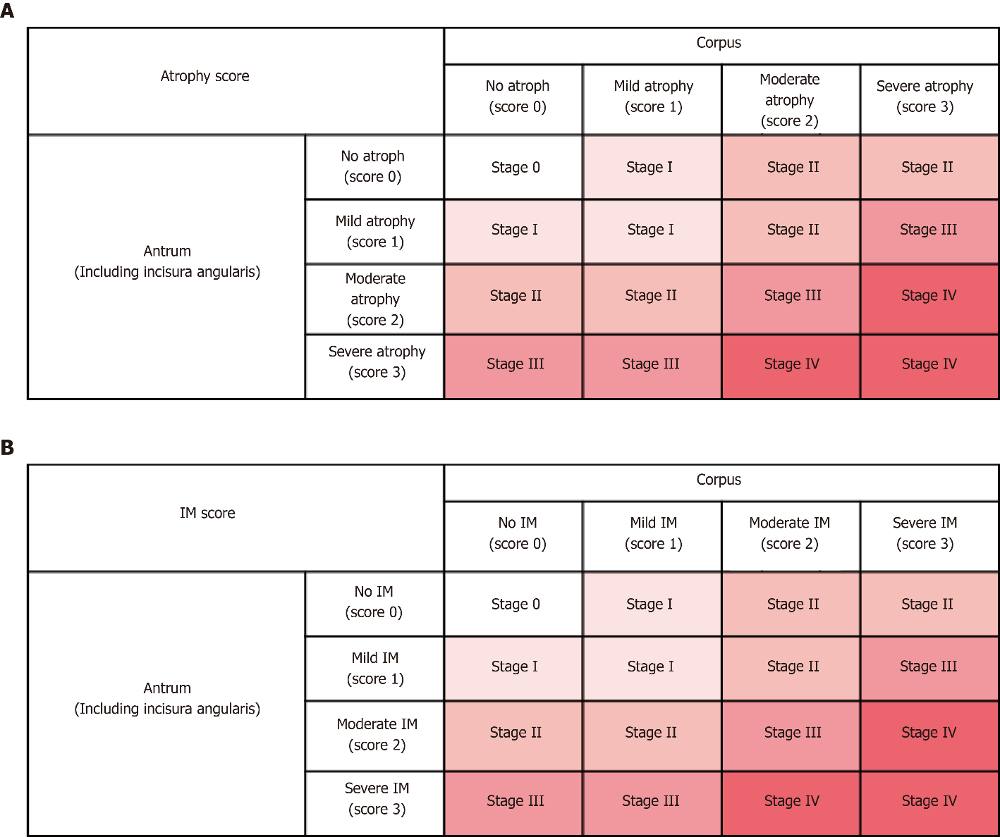 A
Atrophy score
Corpus
No atroph
(score 0)
Mild atrophy
(score 1)
Moderate
atrophy
(score 2)
Severe atrophy
(score 3)
Antrum
(Including incisura angularis)
No atroph
(score 0)
Stage 0
Stage I
Stage II
Stage II
Mild atrophy
(score 1)
Stage I
Stage I
Stage II
Stage III
Moderate
atrophy
(score 2)
Stage II
Stage II
Stage III
Stage IV
Severe atrophy
(score 3)
Stage III
Stage III
Stage IV
Stage IV
B
IM score
Corpus
No IM
(score 0)
Mild IM
(score 1)
Moderate IM
(score 2)
Severe IM
(score 3)
Antrum
(Including incisura angularis)
No IM
(score 0)
Stage 0
Stage I
Stage II
Stage II
Mild IM
(score 1)
Stage I
Stage I
Stage II
Stage III
Moderate IM
(score 2)
Stage II
Stage II
Stage III
Stage IV
Severe IM
(score 3)
Stage III
Stage III
Stage IV
Stage IV